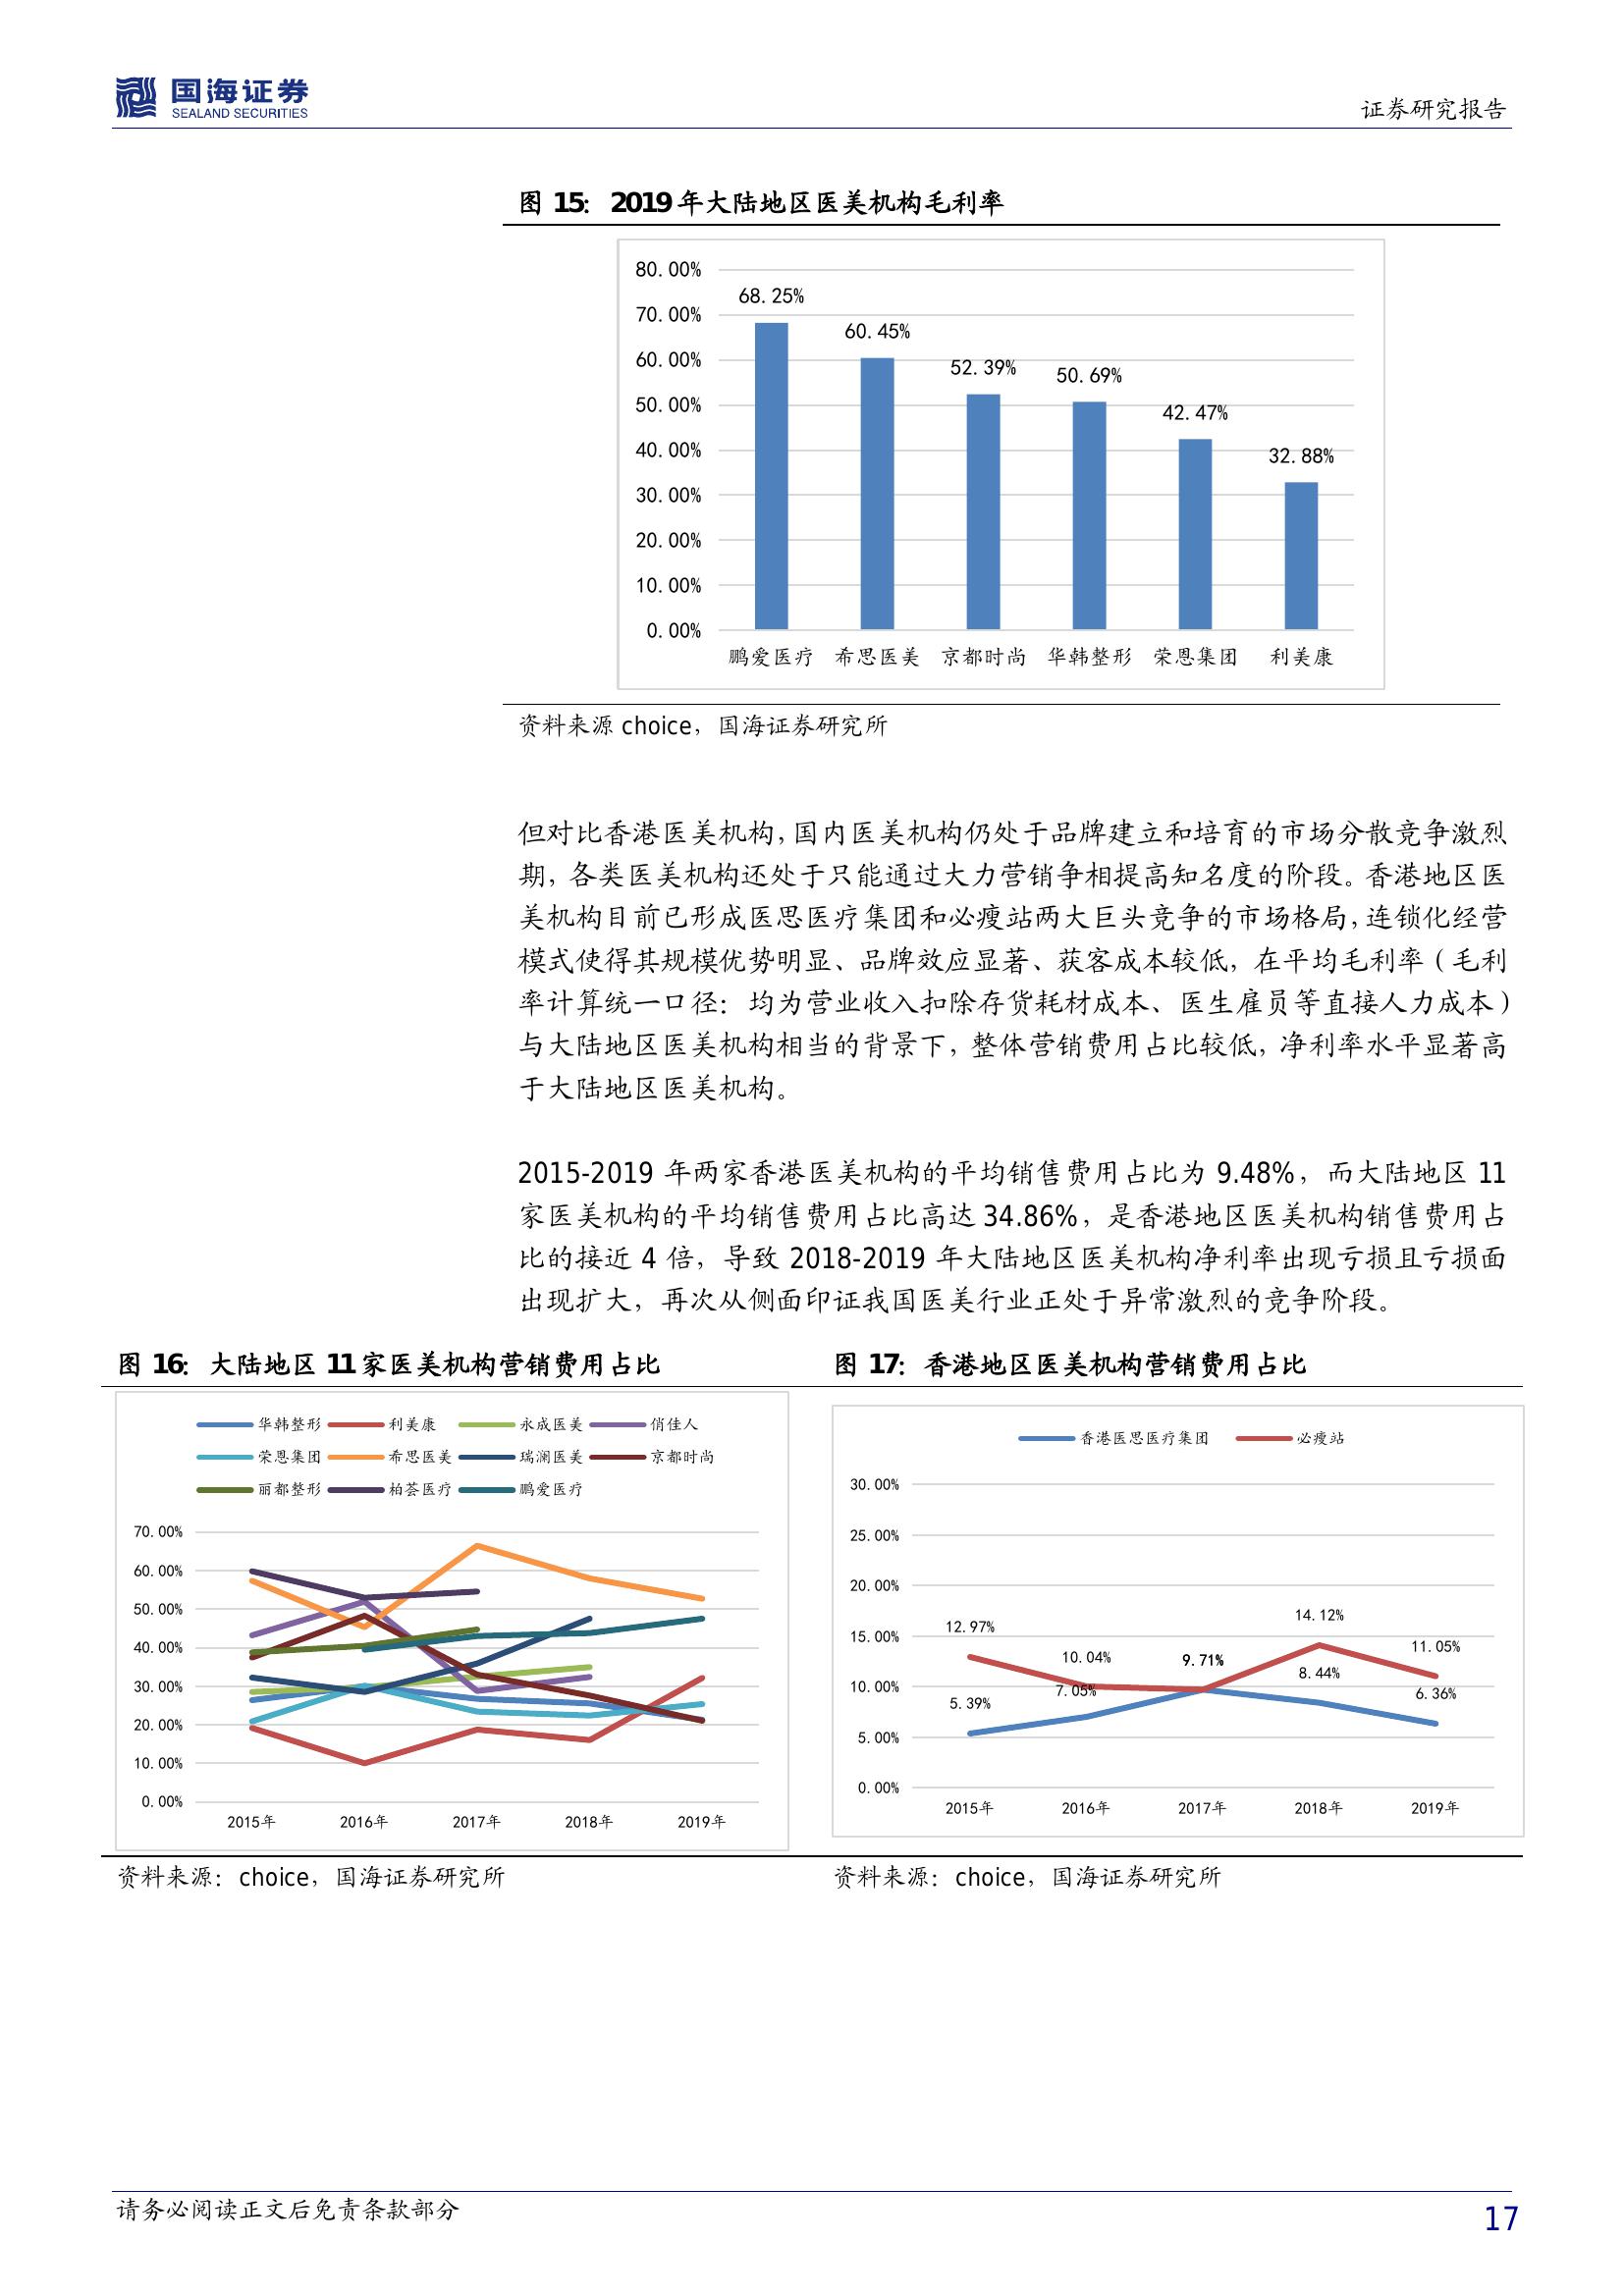 国海证券
SEALAND SECURITIES
证券研究报告
图 15: 2019 年大陆地区医美机构毛利率
80.00%
70.00%
60.00%
50.00%
40.00%
30.00%
20.00%
10.00%
0.00%
68.25%
60.45%
52.39%
50.69%
42.47%
32.88%
鹏爱医疗 希思医美 京都时尚 华韩整形 荣恩集团 利美康
资料来源 choice，国海证券研究所
但对比香港医美机构，国内医美机构仍处于品牌建立和培育的市场分散竞争激烈
期，各类医美机构还处于只能通过大力营销争相提高知名度的阶段。香港地区医
美机构目前已形成医思医疗集团和必瘦站两大巨头竞争的市场格局，连锁化经营
模式使得其规模优势明显、品牌效应显著、获客成本较低，在平均毛利率（毛利
率计算统一口径：均为营业收入扣除存货耗材成本、医生雇员等直接人力成本）
与大陆地区医美机构相当的背景下，整体营销费用占比较低，净利率水平显著高
于大陆地区医美机构。
2015-2019 年两家香港医美机构的平均销售费用占比为 9.48%，而大陆地区 11
家医美机构的平均销售费用占比高达 34.86%，是香港地区医美机构销售费用占
比的接近 4 倍，导致 2018-2019 年大陆地区医美机构净利率出现亏损且亏损面
出现扩大，再次从侧面印证我国医美行业正处于异常激烈的竞争阶段。
图 16: 大陆地区 11 家医美机构营销费用占比
华韩整形 利美康 永成医美 俏佳人
荣恩集团 希思医美 瑞澜医美 京都时尚
丽都整形 柏荟医疗 鹏爱医疗
70.00%
60.00%
50.00%
40.00%
30.00%
20.00%
10.00%
0.00%
2015年 2016年 2017年 2018年 2019年
资料来源：choice，国海证券研究所
图 17: 香港地区医美机构营销费用占比
香港医思医疗集团 必瘦站
30.00%
25.00%
20.00%
15.00%
10.00%
5.00%
0.00%
12.97%
10.04%
9.71%
14.12%
11.05%
5.39%
7.05%
8.44%
6.36%
2015年 2016年 2017年 2018年 2019年
资料来源：choice，国海证券研究所
请务必阅读正文后免责条款部分
17